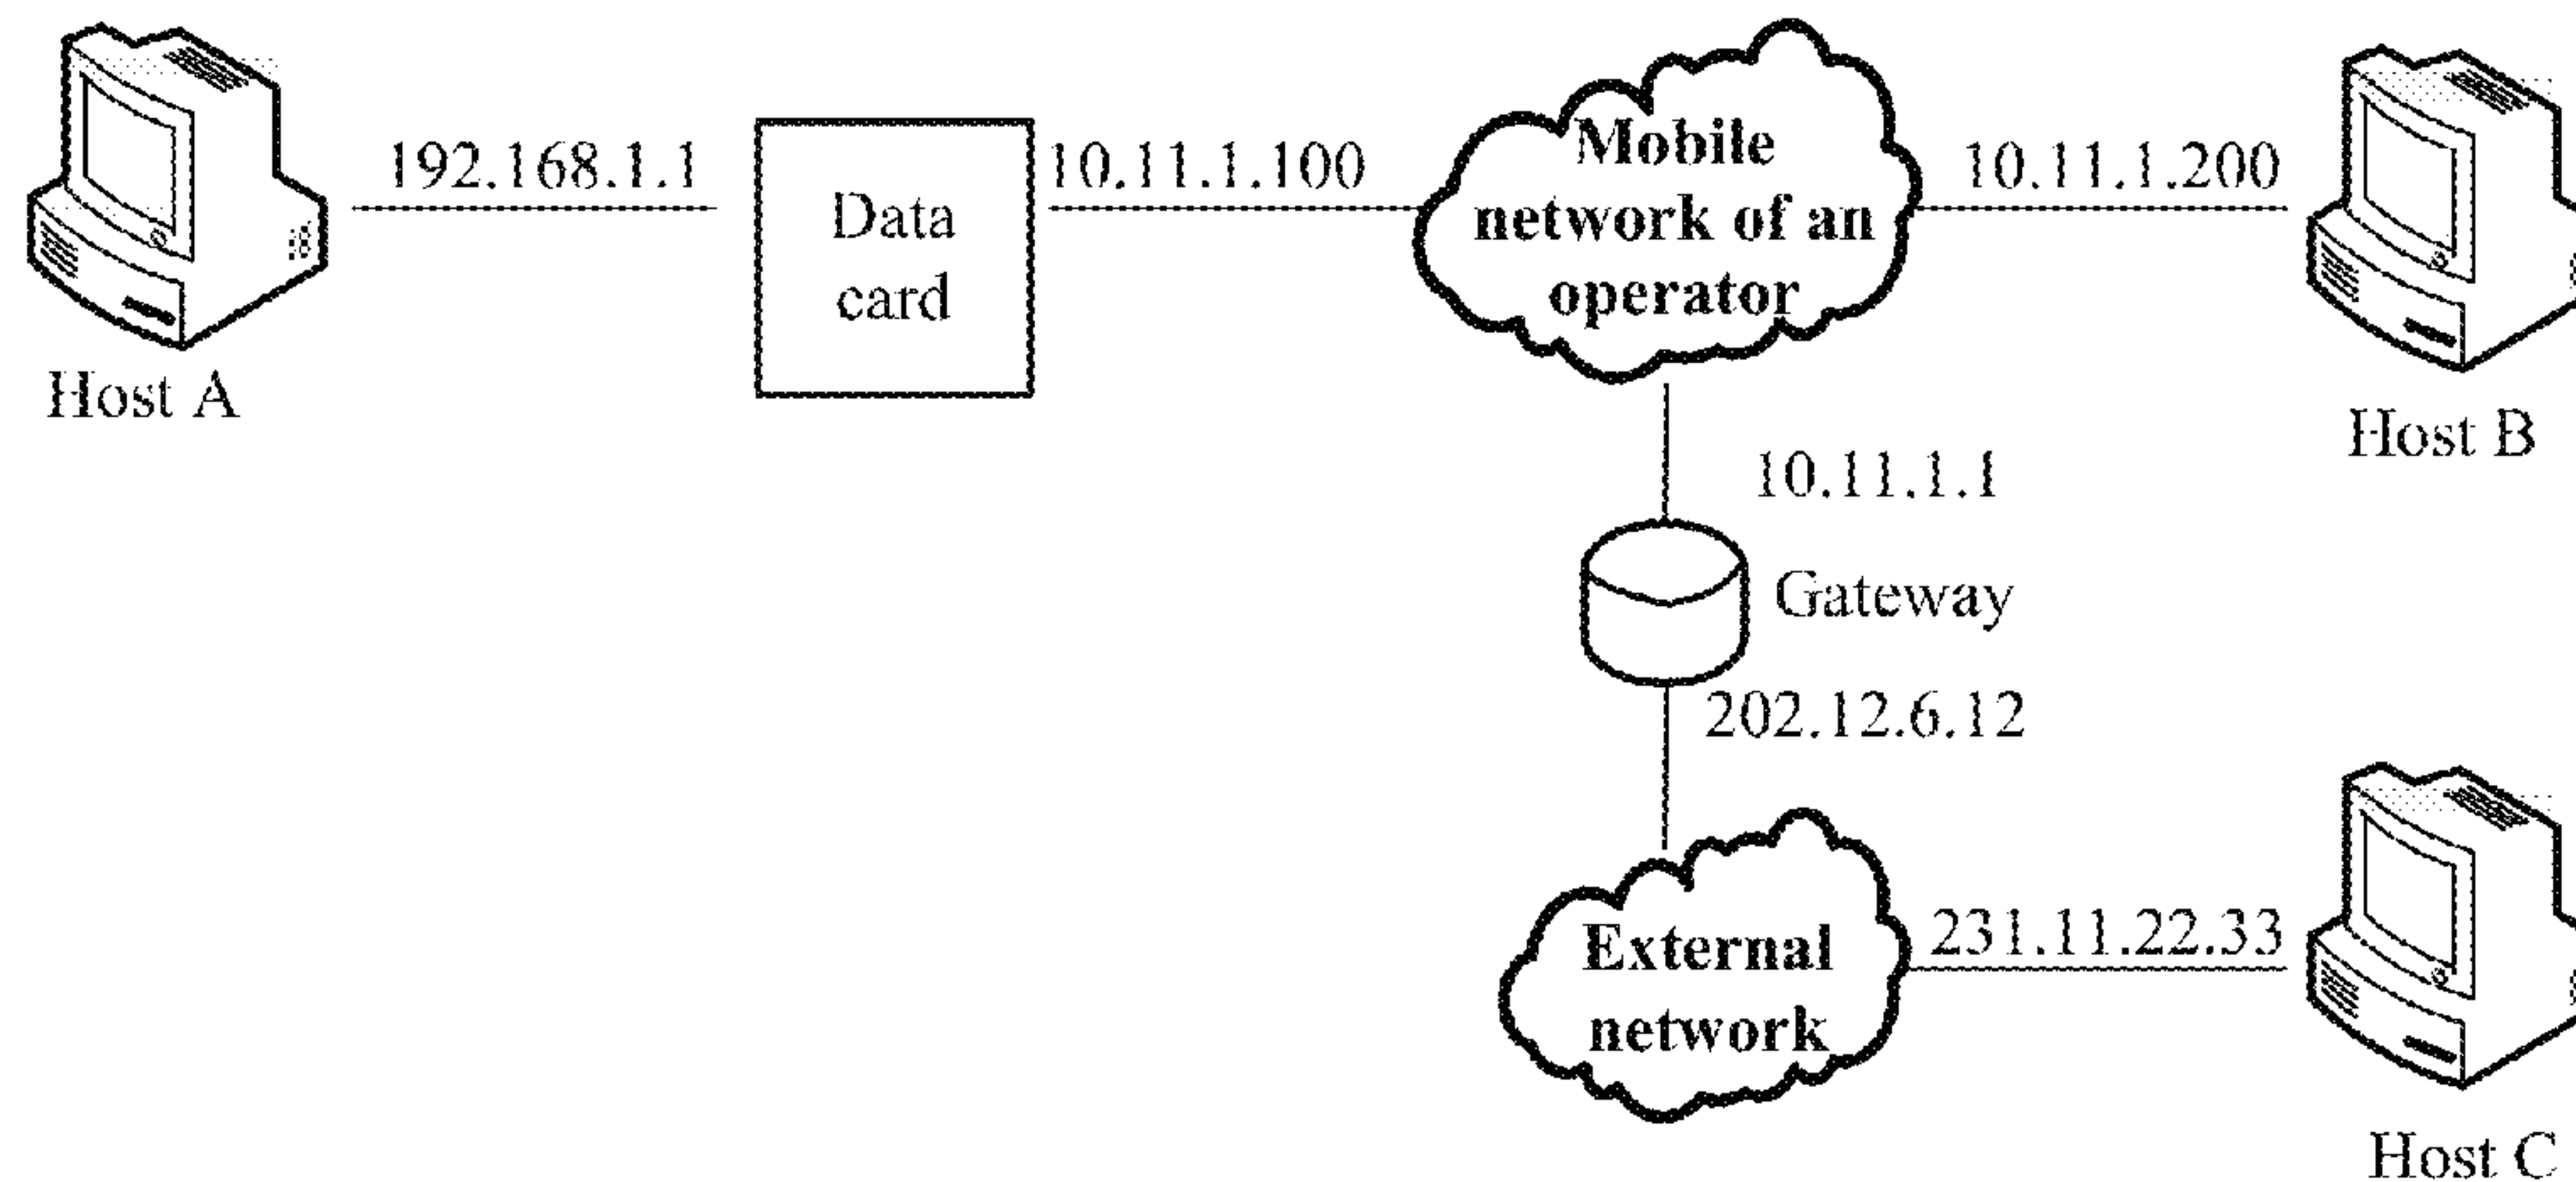 192.168.1.1
Data
card
10.11.1.100
Mobile
network of an
operator
10.11.1.200
Host A
Host B
10.11.1.1
Gateway
202.12.6.12
External
network
231.11.22.33
Host C